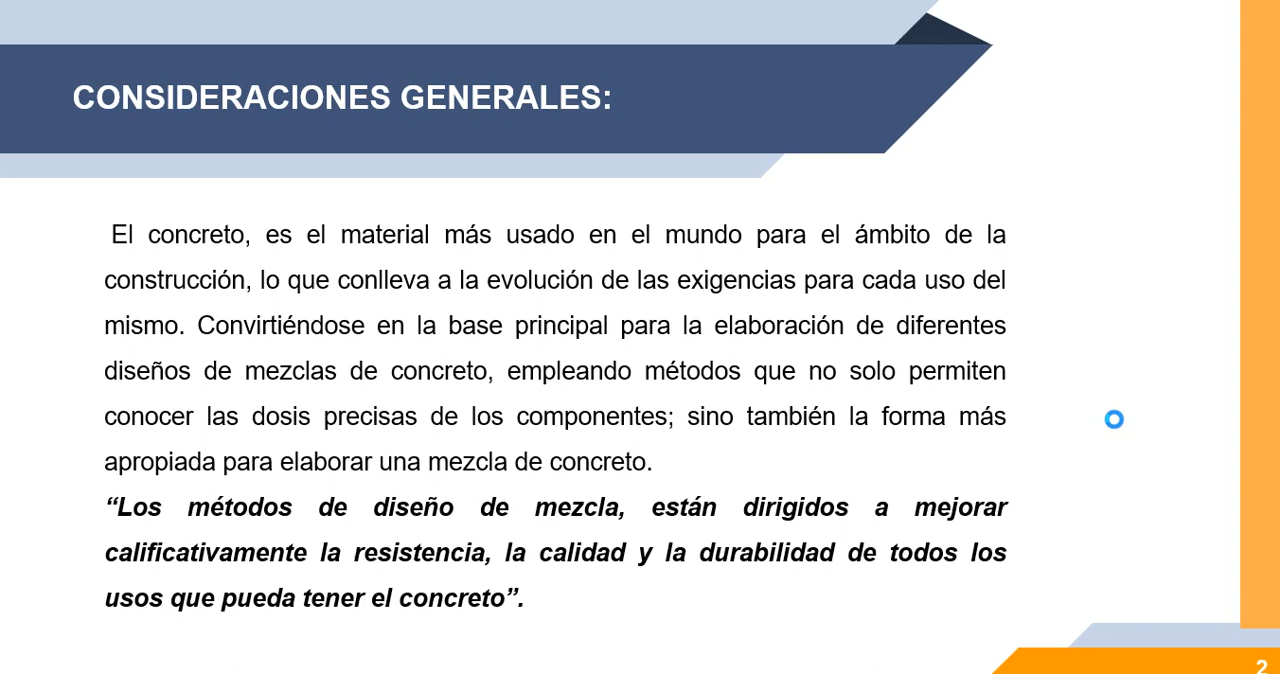 CONSIDERACIONES GENERALES:
El concreto, es el material más usado en el mundo para el ámbito de la
construcción, lo que conlleva a la evolución de las exigencias para cada uso del
mismo. Convirtiéndose en la base principal para la elaboración de diferentes
diseños de mezclas de concreto, empleando métodos que no solo permiten
conocer las dosis precisas de los componentes; sino también la forma más
apropiada para elaborar una mezcla de concreto.
“Los métodos de diseño de mezcla, están dirigidos a mejorar
calificativamente la resistencia, la calidad y la durabilidad de todos los
usos que pueda tener el concreto”.
2